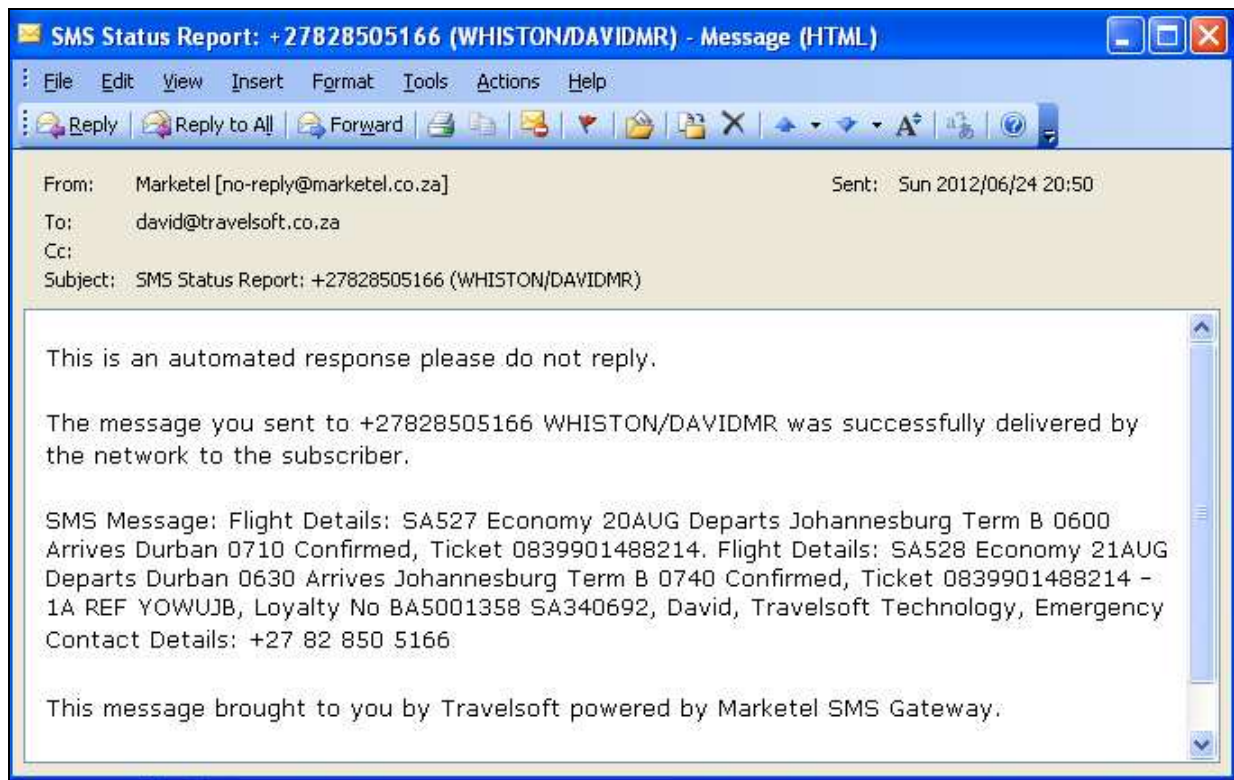 SMS Status Report: +27828505166 (WHISTON/DAVIDMR) - Message (HTML)
File Edit View Insert Format Tools Actions Help
Reply Reply to All Forward
From: Marketel [no-reply@marketel.co.za] Sent: Sun 2012/06/24 20:50
To: david@travelsoft.co.za
Cc:
Subject: SMS Status Report: +27828505166 (WHISTON/DAVIDMR)
This is an automated response please do not reply.
The message you sent to +27828505166 WHISTON/DAVIDMR was successfully delivered by
the network to the subscriber.
SMS Message: Flight Details: SA527 Economy 20AUG Departs Johannesburg Term B 0600
Arrives Durban 0710 Confirmed, Ticket 0839901488214. Flight Details: SA528 Economy 21AUG
Departs Durban 0630 Arrives Johannesburg Term B 0740 Confirmed, Ticket 0839901488214 –
1A REF YOWUJB, Loyalty No BA5001358 SA340692, David, Travelsoft Technology, Emergency
Contact Details: +27 82 850 5166
This message brought to you by Travelsoft powered by Marketel SMS Gateway.